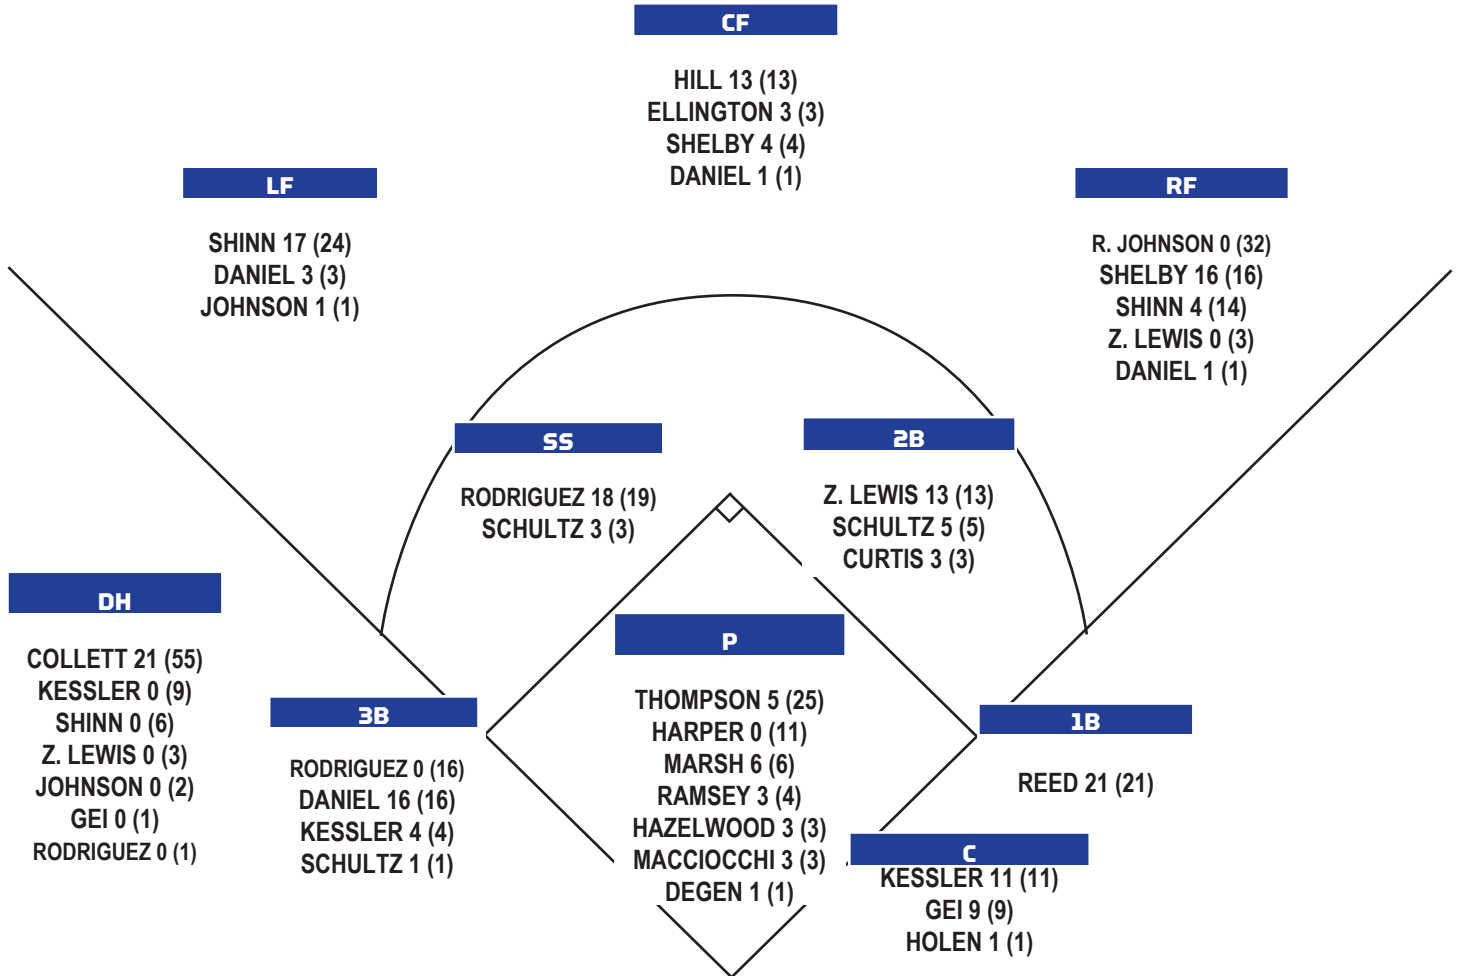 CF
HILL 13 (13)
ELLINGTON 3 (3)
SHELBY 4 (4)
DANIEL 1 (1)
LF
SHINN 17 (24)
DANIEL 3 (3)
JOHNSON 1 (1)
RF
R. JOHNSON 0 (32)
SHELBY 16 (16)
SHINN 4 (14)
Z. LEWIS 0 (3)
DANIEL 1 (1)
SS
RODRIGUEZ 18 (19)
SCHULTZ 3 (3)
2B
Z. LEWIS 13 (13)
SCHULTZ 5 (5)
CURTIS 3 (3)
DH
COLLETT 21 (55)
KESSLER 0 (9)
SHINN 0 (6)
Z. LEWIS 0 (3)
JOHNSON 0 (2)
GEI 0 (1)
RODRIGUEZ 0 (1)
3B
RODRIGUEZ 0 (16)
DANIEL 16 (16)
KESSLER 4 (4)
SCHULTZ 1 (1)
P
THOMPSON 5 (25)
HARPER 0 (11)
MARSH 6 (6)
RAMSEY 3 (4)
HAZELWOOD 3 (3)
MACCIOCCHI 3 (3)
DEGEN 1 (1)
1B
REED 21 (21)
C
KESSLER 11 (11)
GEI 9 (9)
HOLEN 1 (1)